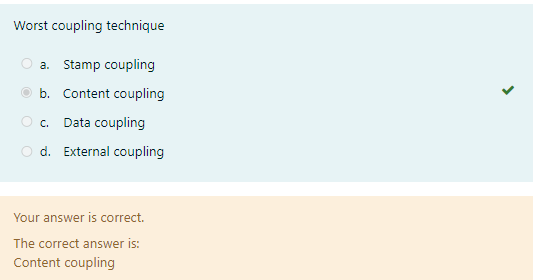 Worst coupling technique
a. Stamp coupling
b. Content coupling
c. Data coupling
d. External coupling
Your answer is correct.
The correct answer is:
Content coupling